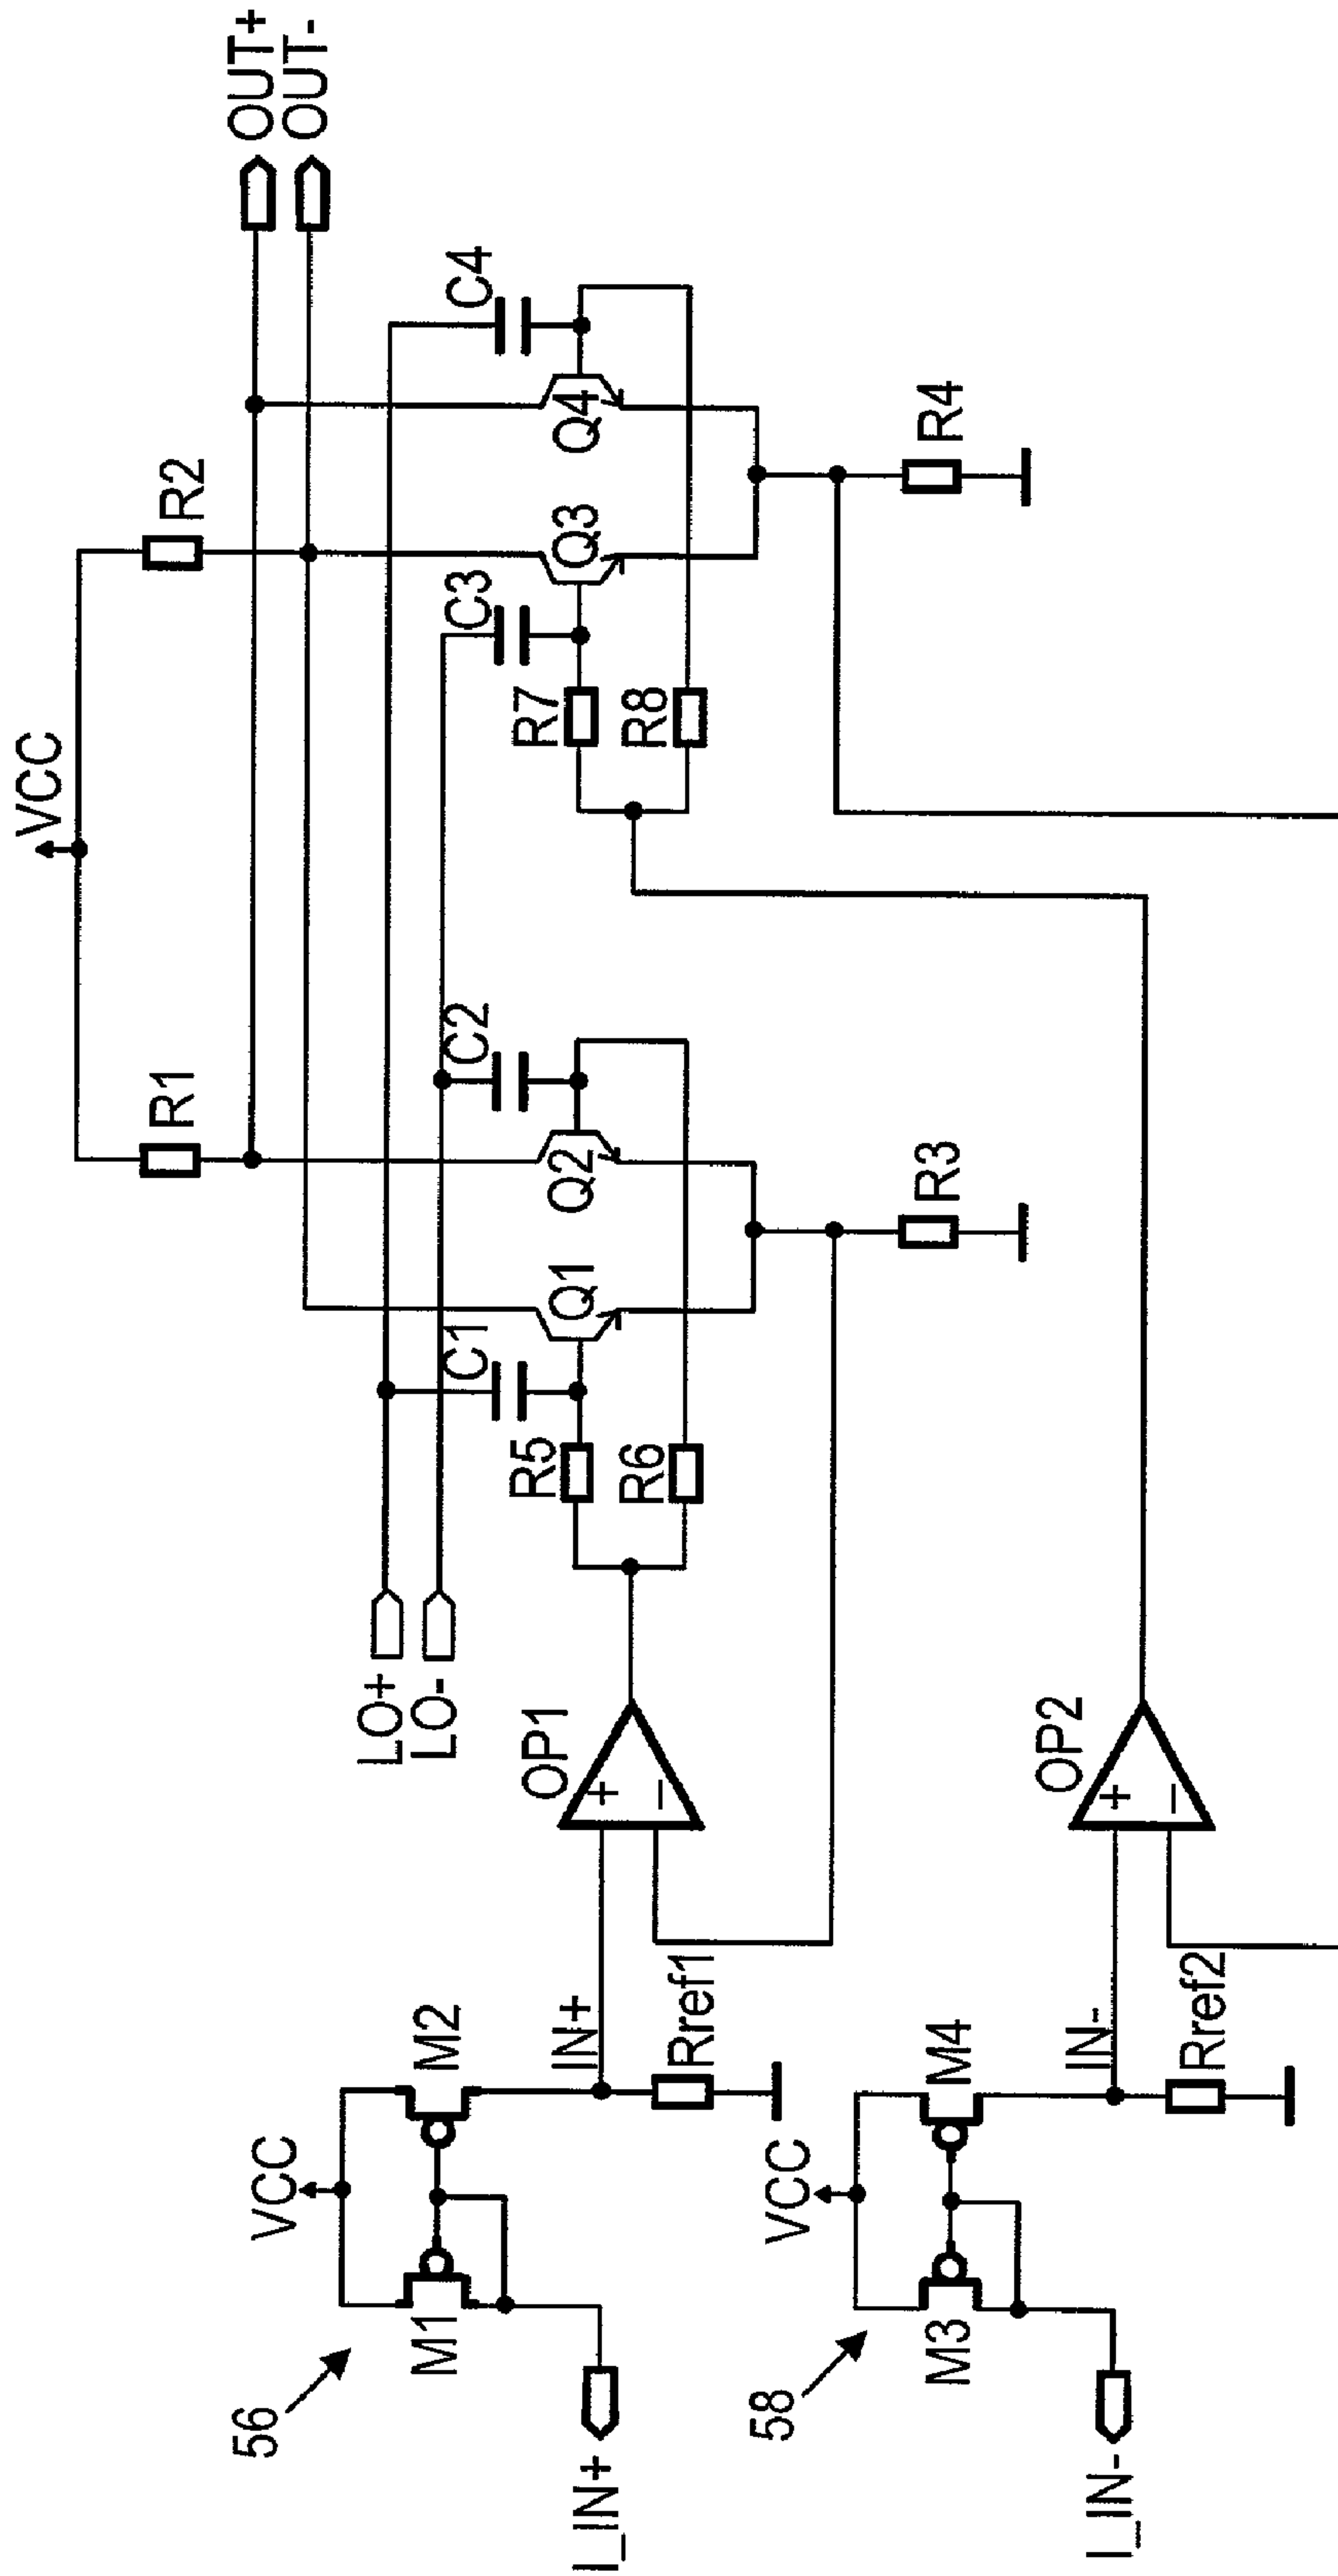 VCC
R1
R2
OUT+
OUT-
LO+
LO-
C1
C2
C3
C4
Q1
Q2
Q3
Q4
R5
R6
R7
R8
R3
R4
56
VCC
M1
M2
I_IN+
IN+
Rref1
OP1
+
−
58
VCC
M3
M4
I_IN-
IN-
Rref2
OP2
+
−